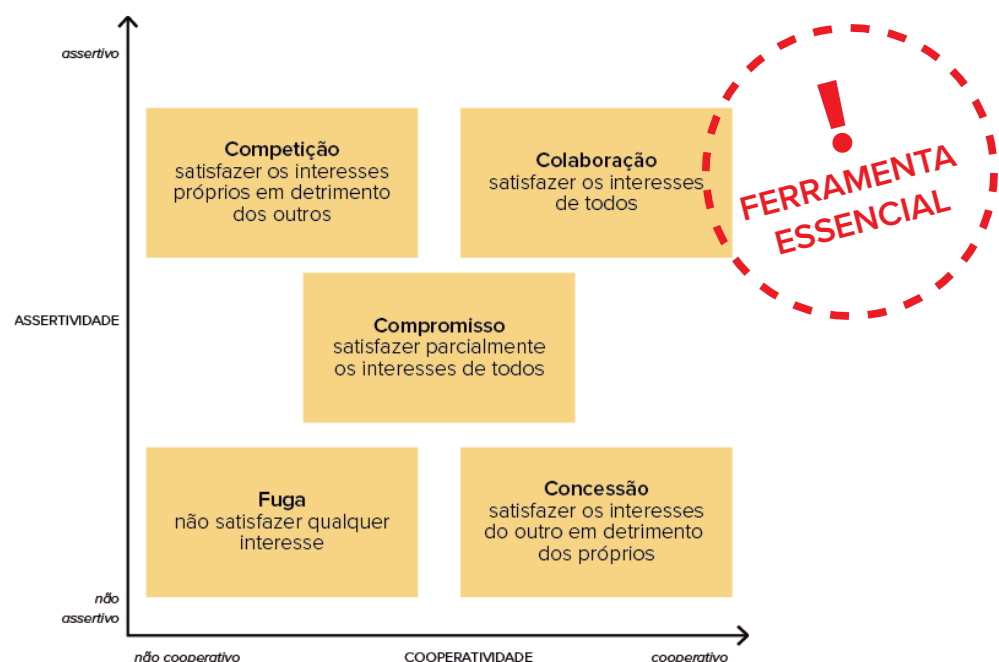 assertivo
Competição
satisfazer os interesses
próprios em detrimento
dos outros
Colaboração
satisfazer os interesses
de todos
!
FERRAMENTA
ESSENCIAL
ASSERTIVIDADE
Compromisso
satisfazer parcialmente
os interesses de todos
Fuga
não satisfazer qualquer
interesse
Concessão
satisfazer os interesses
do outro em detrimento
dos próprios
não
assertivo
não cooperativo
COOPERATIVIDADE
cooperativo